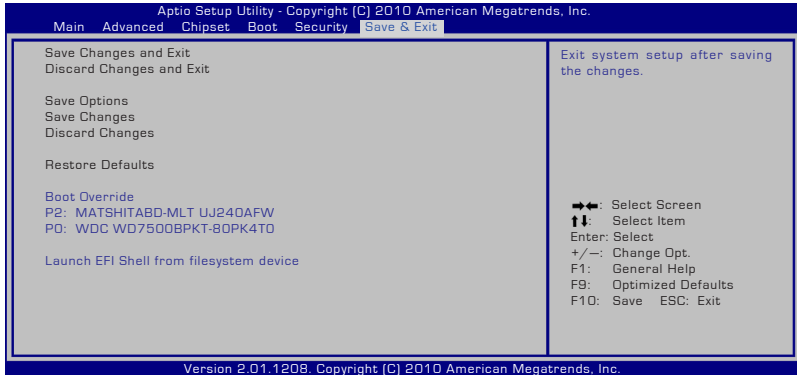 Aptio Setup Utility - Copyright (C) 2010 American Megatrends, Inc.
Main Advanced Chipset Boot Security Save & Exit
Save Changes and Exit
Discard Changes and Exit
Save Options
Save Changes
Discard Changes
Restore Defaults
Boot Override
P2: MATSHITABD-MLT UJ240AFW
P0: WDC WD7500BPKT-80PK4T0
Launch EFI Shell from filesystem device
Exit system setup after saving
the changes.
→←: Select Screen
↑↓: Select Item
Enter: Select
+/—: Change Opt.
F1: General Help
F9: Optimized Defaults
F10: Save ESC: Exit
Version 2.01.1208. Copyright (C) 2010 American Megatrends, Inc.